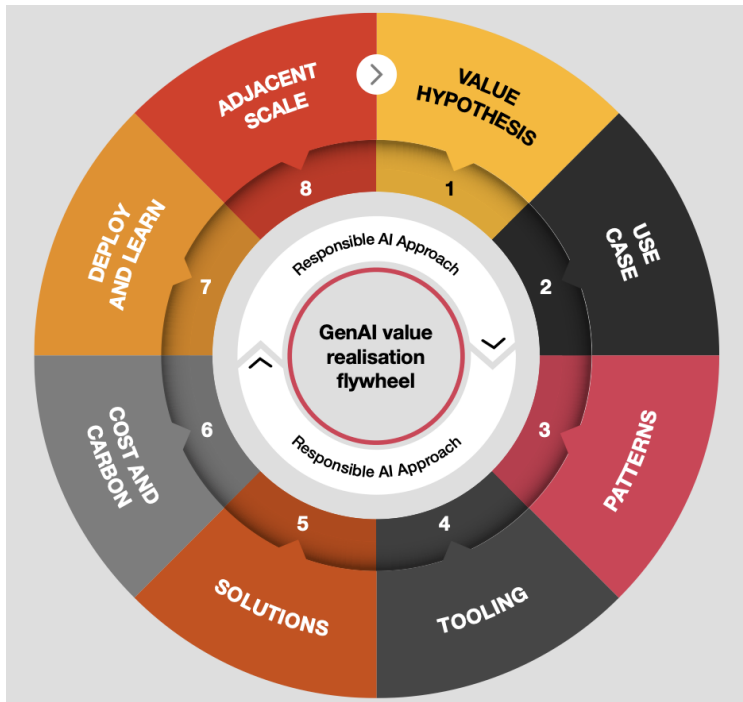 VALUE
HYPOTHESIS
1
USE
CASE
2
PATTERNS
3
TOOLING
4
SOLUTIONS
5
COST AND
CARBON
6
DEPLOY
AND LEARN
7
ADJACENT
SCALE
8
Responsible AI Approach
GenAI value
realisation
flywheel
Responsible AI Approach